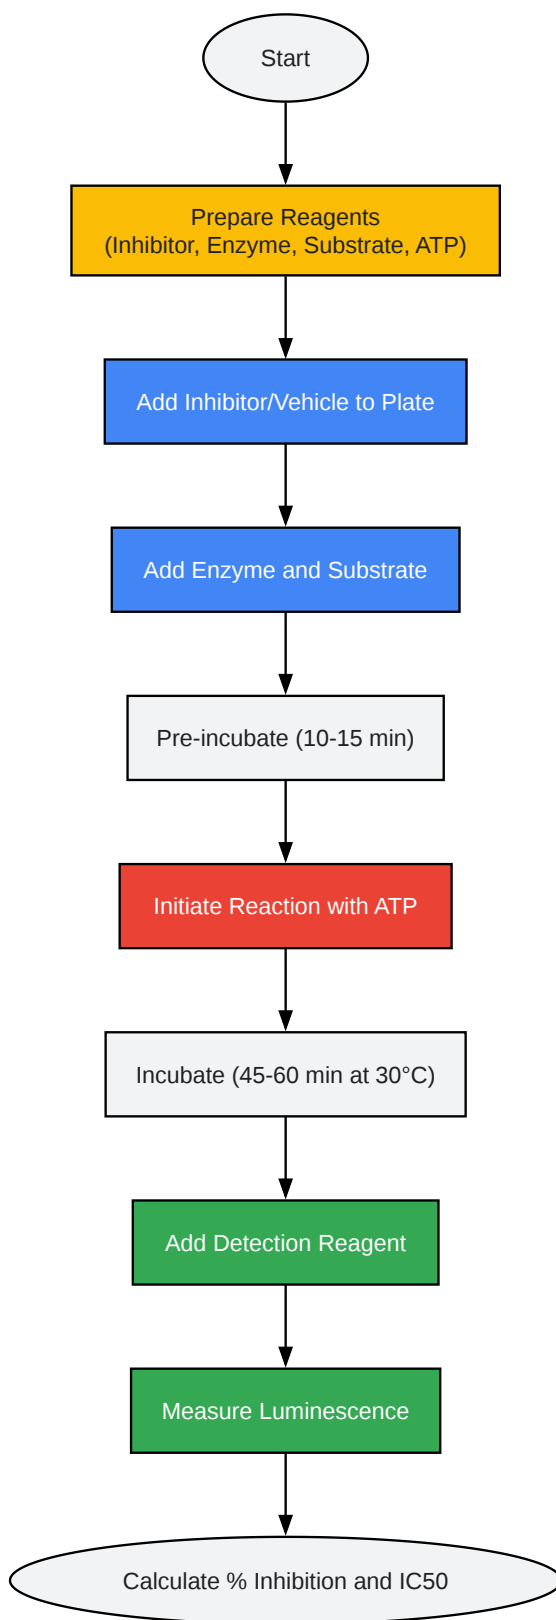 Start
Prepare Reagents
(Inhibitor, Enzyme, Substrate, ATP)
Add Inhibitor/Vehicle to Plate
Add Enzyme and Substrate
Pre-incubate (10-15 min)
Initiate Reaction with ATP
Incubate (45-60 min at 30°C)
Add Detection Reagent
Measure Luminescence
Calculate % Inhibition and IC50